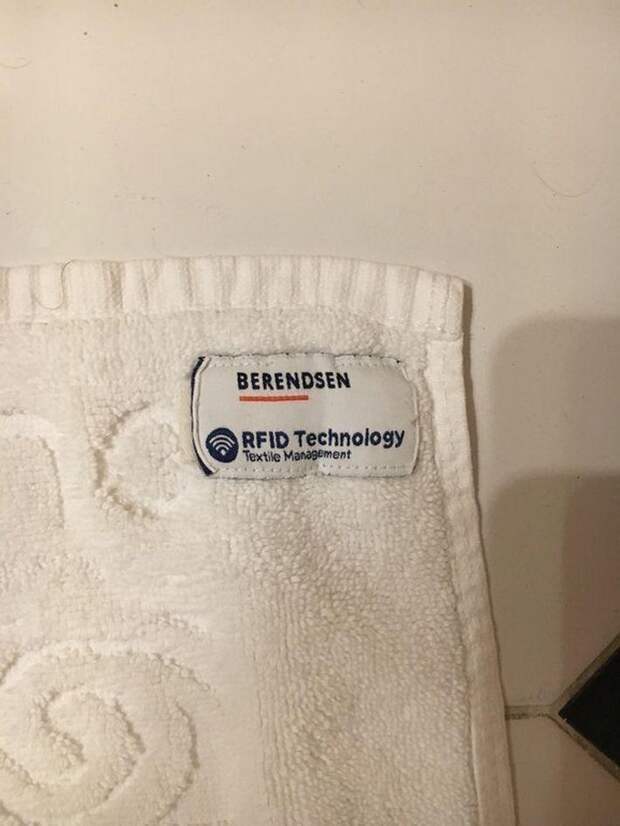 BERENDSEN
RFID Technology
Textile Management